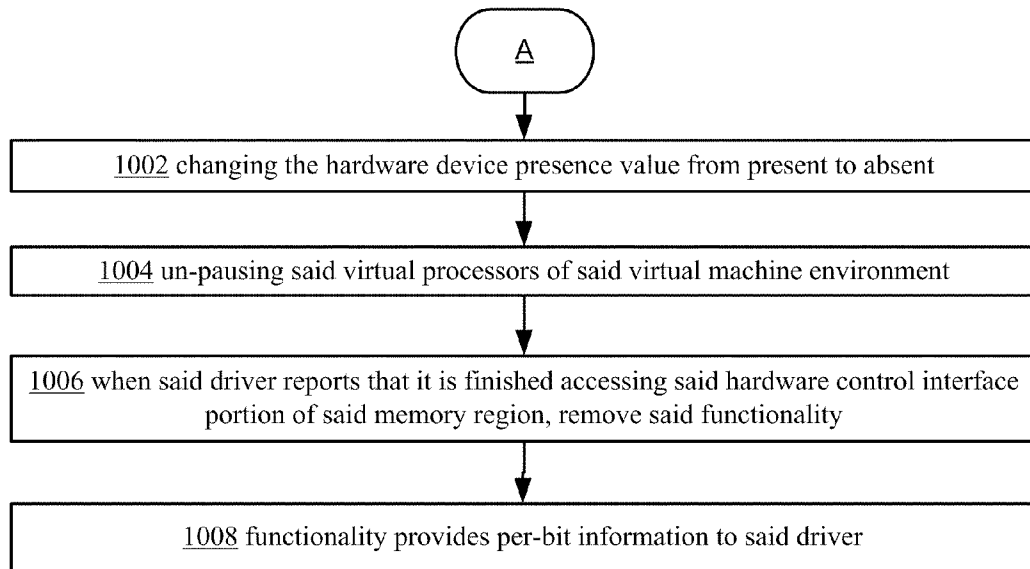 A
1002 changing the hardware device presence value from present to absent
1004 un-pausing said virtual processors of said virtual machine environment
1006 when said driver reports that it is finished accessing said hardware control interface
portion of said memory region, remove said functionality
1008 functionality provides per-bit information to said driver